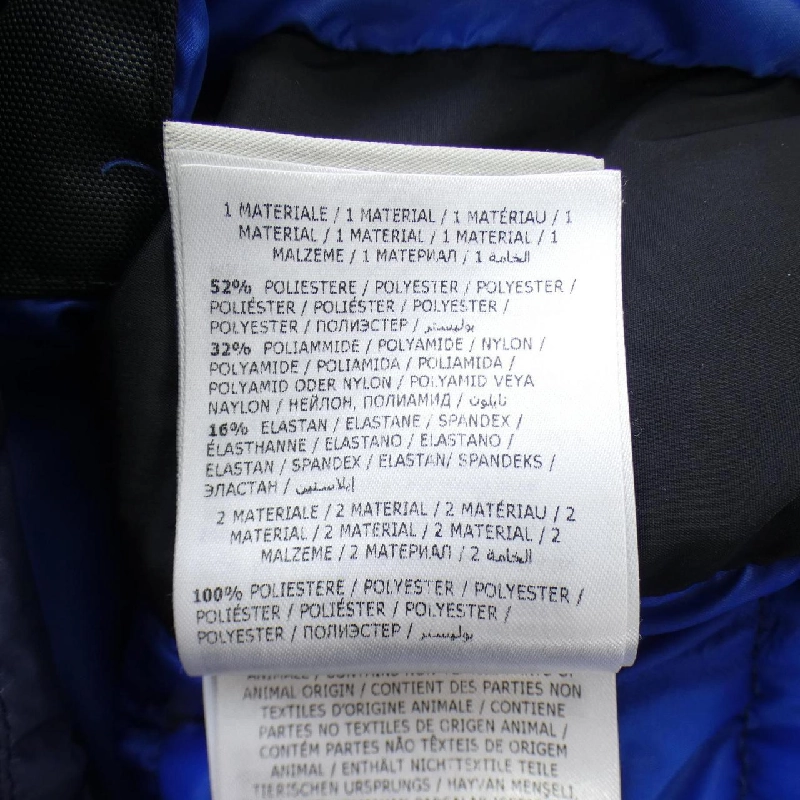 1 MATERIALE / 1 MATERIAL / 1 MATÉRIAU / 1
MATERIAL / 1 MATERIAL / 1 MATERIAL / 1
MALZEME / 1 МАТЕРИАЛ / 1 الخامة
52% POLIESTERE / POLYESTER / POLYESTER /
POLIÉSTER / POLIÉSTER / POLYESTER /
POLYESTER / ПОЛИЭСТЕР / بوليستر
32% POLIAMMIDE / POLYAMIDE / NYLON /
POLYAMIDE / POLIAMIDA / POLIAMIDA /
POLYAMID ODER NYLON / POLYAMID VEYA
NAYLON / НЕЙЛОН, ПОЛИАМИД / نايلون
16% ELASTAN / ELASTANE / SPANDEX /
ÉLASTHANNE / ELASTANO / ELASTANO /
ELASTAN / SPANDEX / ELASTAN/ SPANDEKS /
ЭЛАСТАН /
2 MATERIALE / 2 MATERIAL / 2 MATÉRIAU / 2
MATERIAL / 2 MATERIAL / 2 MATERIAL / 2
MALZEME / 2 МАТЕРИАЛ / 2 الخامة
100% POLIESTERE / POLYESTER / POLYESTER /
POLIÉSTER / POLIÉSTER / POLYESTER /
POLYESTER / ПОЛИЭСТЕР / بوليستر
ANIMAL ORIGIN / CONTIENT DES PARTIES NON
TEXTILES D'ORIGINE ANIMALE / CONTIENE
PARTES NO TEXTILES DE ORIGEN ANIMAL /
CONTÉM PARTES NÃO TÊXTEIS DE ORIGEM
ANIMAL / ENTHÄLT NICHTTEXTILE TEILE
TIERISCHEN URSPRUNGS / HAYVAN MENŞELİ,